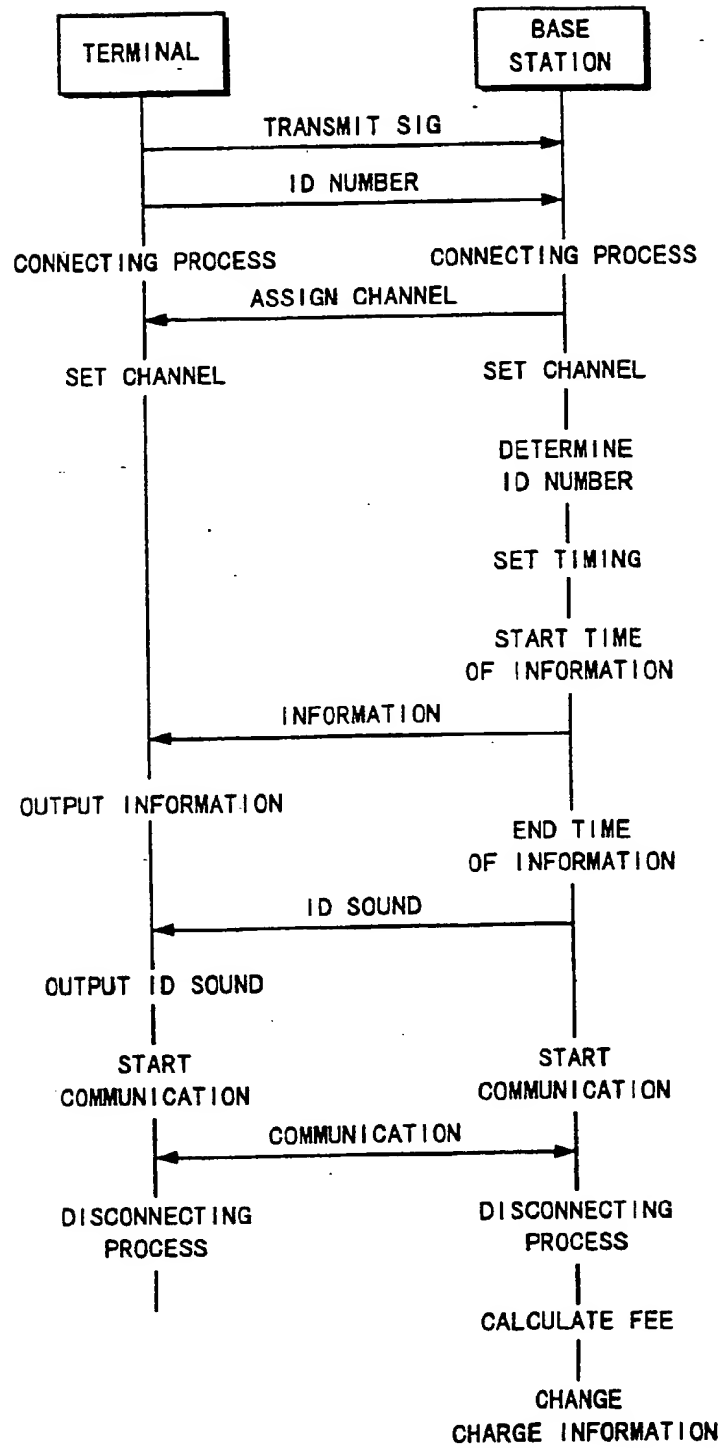 TERMINAL
BASE
STATION
TRANSMIT SIG
ID NUMBER
CONNECTING PROCESS
CONNECTING PROCESS
ASSIGN CHANNEL
SET CHANNEL
SET CHANNEL
DETERMINE
ID NUMBER
SET TIMING
START TIME
OF INFORMATION
INFORMATION
OUTPUT INFORMATION
END TIME
OF INFORMATION
ID SOUND
OUTPUT ID SOUND
START
COMMUNICATION
START
COMMUNICATION
COMMUNICATION
DISCONNECTING
PROCESS
DISCONNECTING
PROCESS
CALCULATE FEE
CHANGE
CHARGE INFORMATION